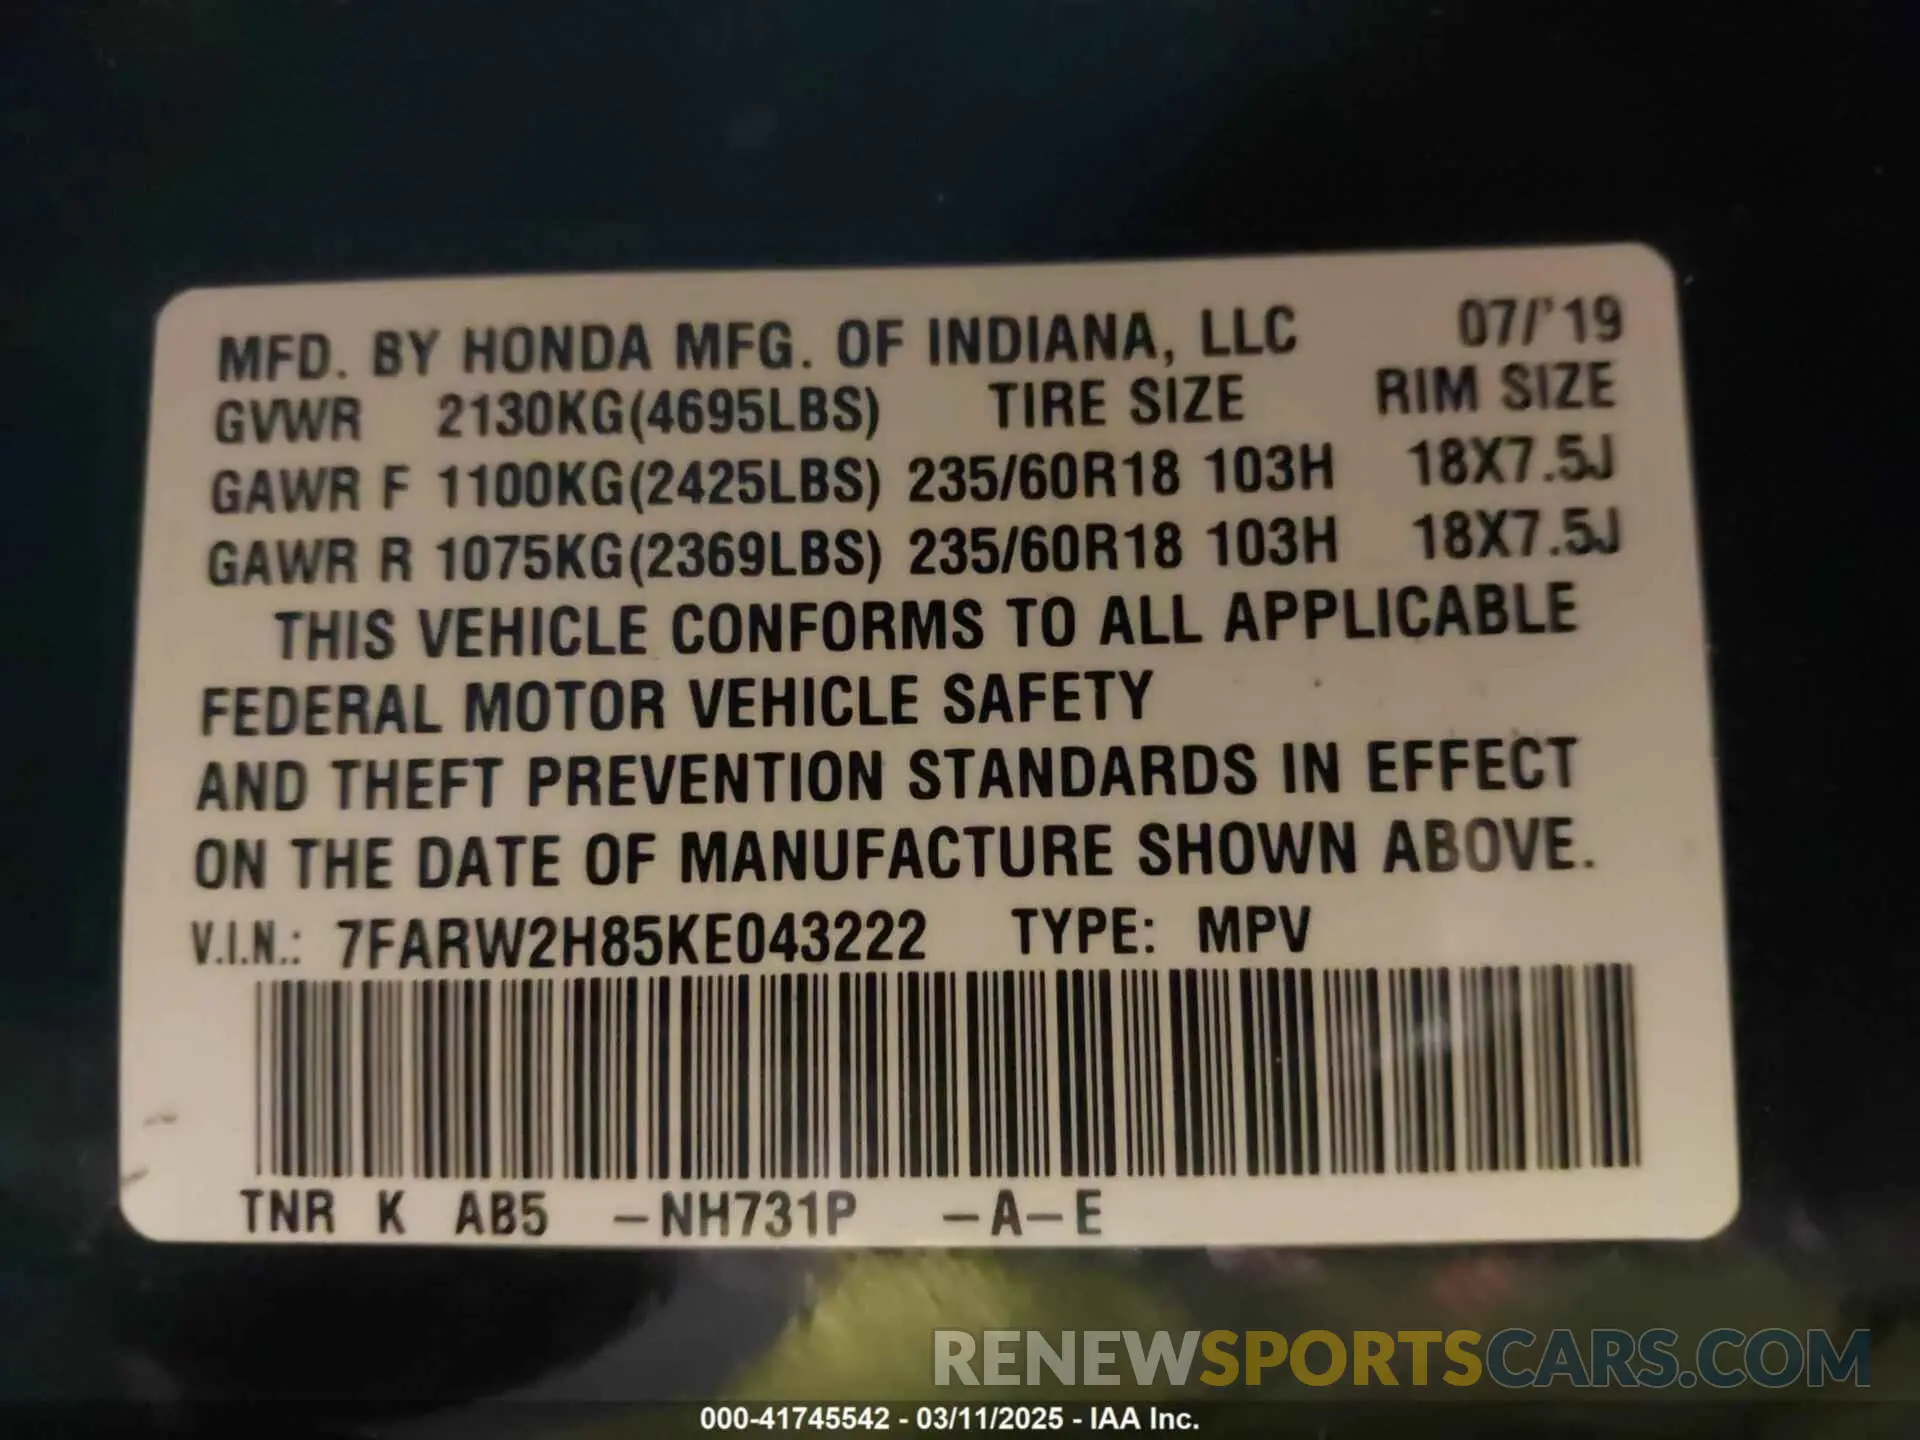 MFD. BY HONDA MFG. OF INDIANA, LLC 07/'19
GVWR 2130KG(4695LBS) TIRE SIZE RIM SIZE
GAWR F 1100KG(2425LBS) 235/60R18 103H 18X7.5J
GAWR R 1075KG(2369LBS) 235/60R18 103H 18X7.5J
THIS VEHICLE CONFORMS TO ALL APPLICABLE
FEDERAL MOTOR VEHICLE SAFETY
AND THEFT PREVENTION STANDARDS IN EFFECT
ON THE DATE OF MANUFACTURE SHOWN ABOVE.
V.I.N.: 7FARW2H85KE043222 TYPE: MPV
TNR K AB5 -NH731P -A-E
RENEWSPORTSCARS.COM
000-41745542 - 03/11/2025 - IAA Inc.